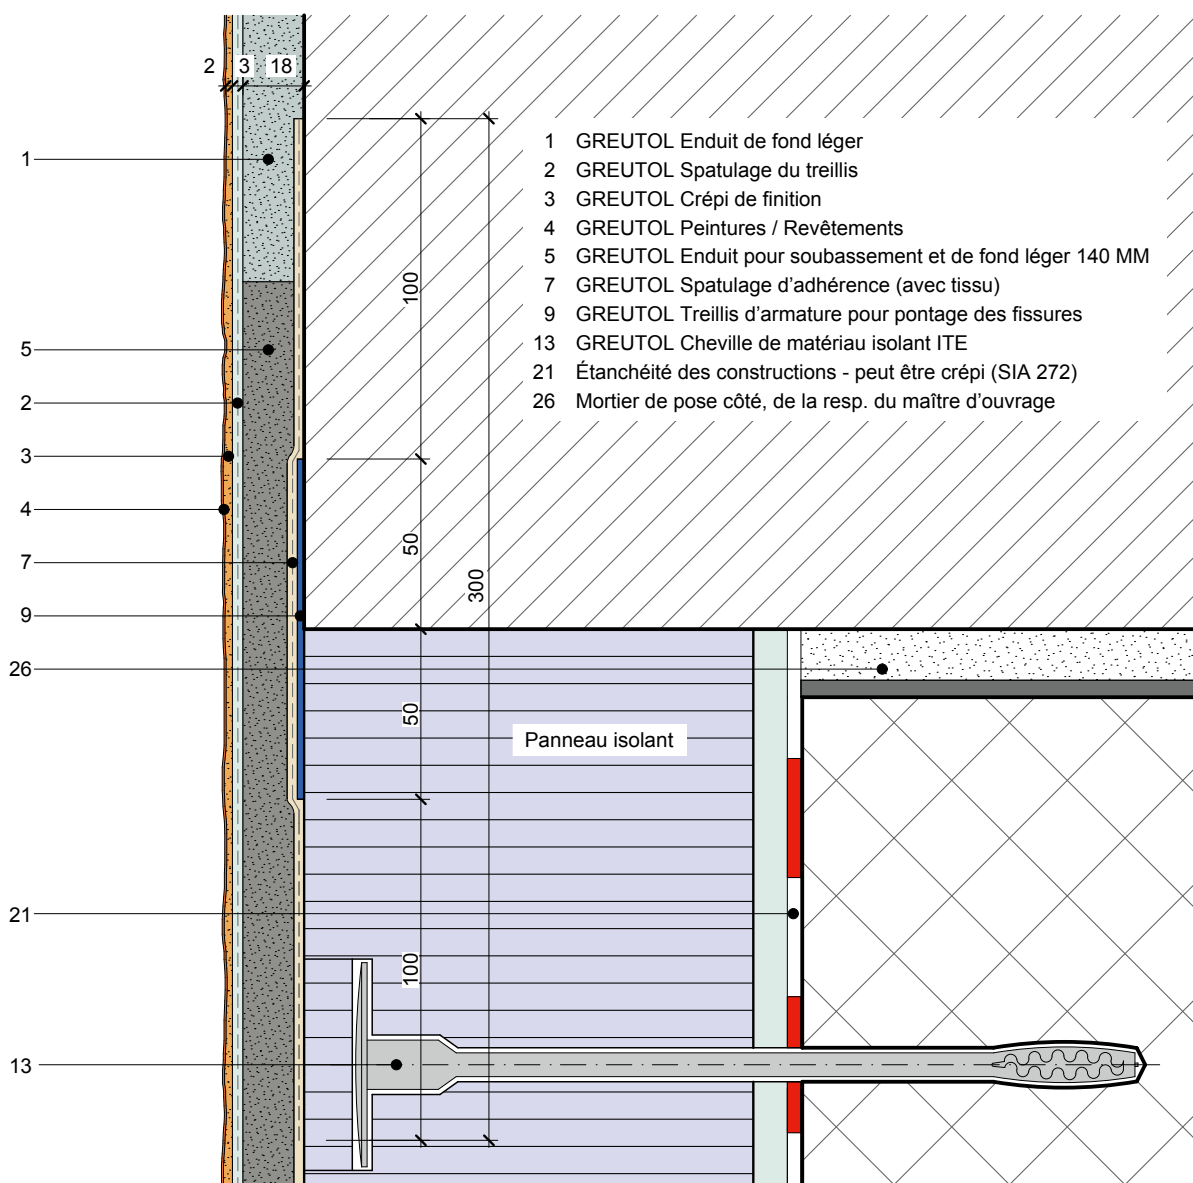 2 3 18
1 GREUTOL Enduit de fond léger
2 GREUTOL Spatulage du treillis
3 GREUTOL Crépi de finition
4 GREUTOL Peintures / Revêtements
5 GREUTOL Enduit pour soubassement et de fond léger 140 MM
7 GREUTOL Spatulage d'adhérence (avec tissu)
9 GREUTOL Treillis d'armature pour pontage des fissures
13 GREUTOL Cheville de matériau isolant ITE
21 Étanchéité des constructions - peut être crépi (SIA 272)
26 Mortier de pose côté, de la resp. du maître d'ouvrage
1
5
2
3
4
7
9
26
21
13
100
50
300
50
100
Panneau isolant